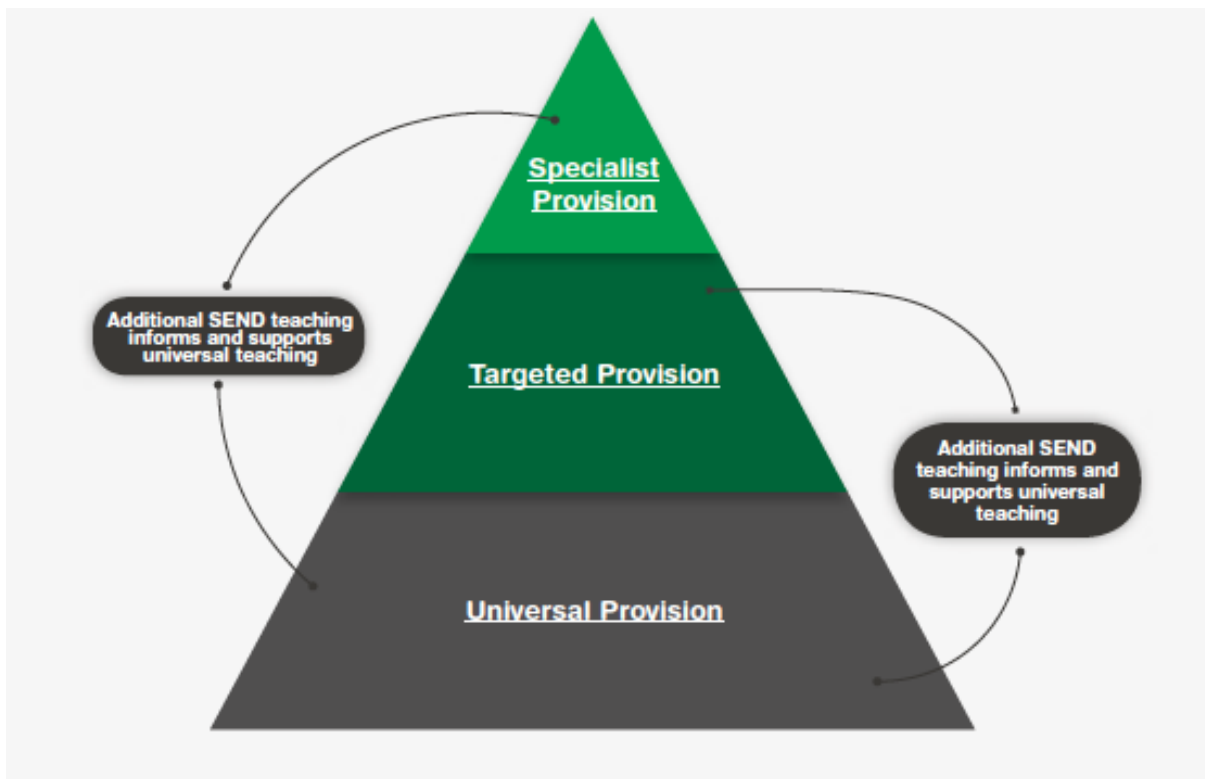 Specialist
Provision
Additional SEND teaching
informs and supports
universal teaching
Targeted Provision
Additional SEND
teaching informs and
supports universal
teaching
Universal Provision